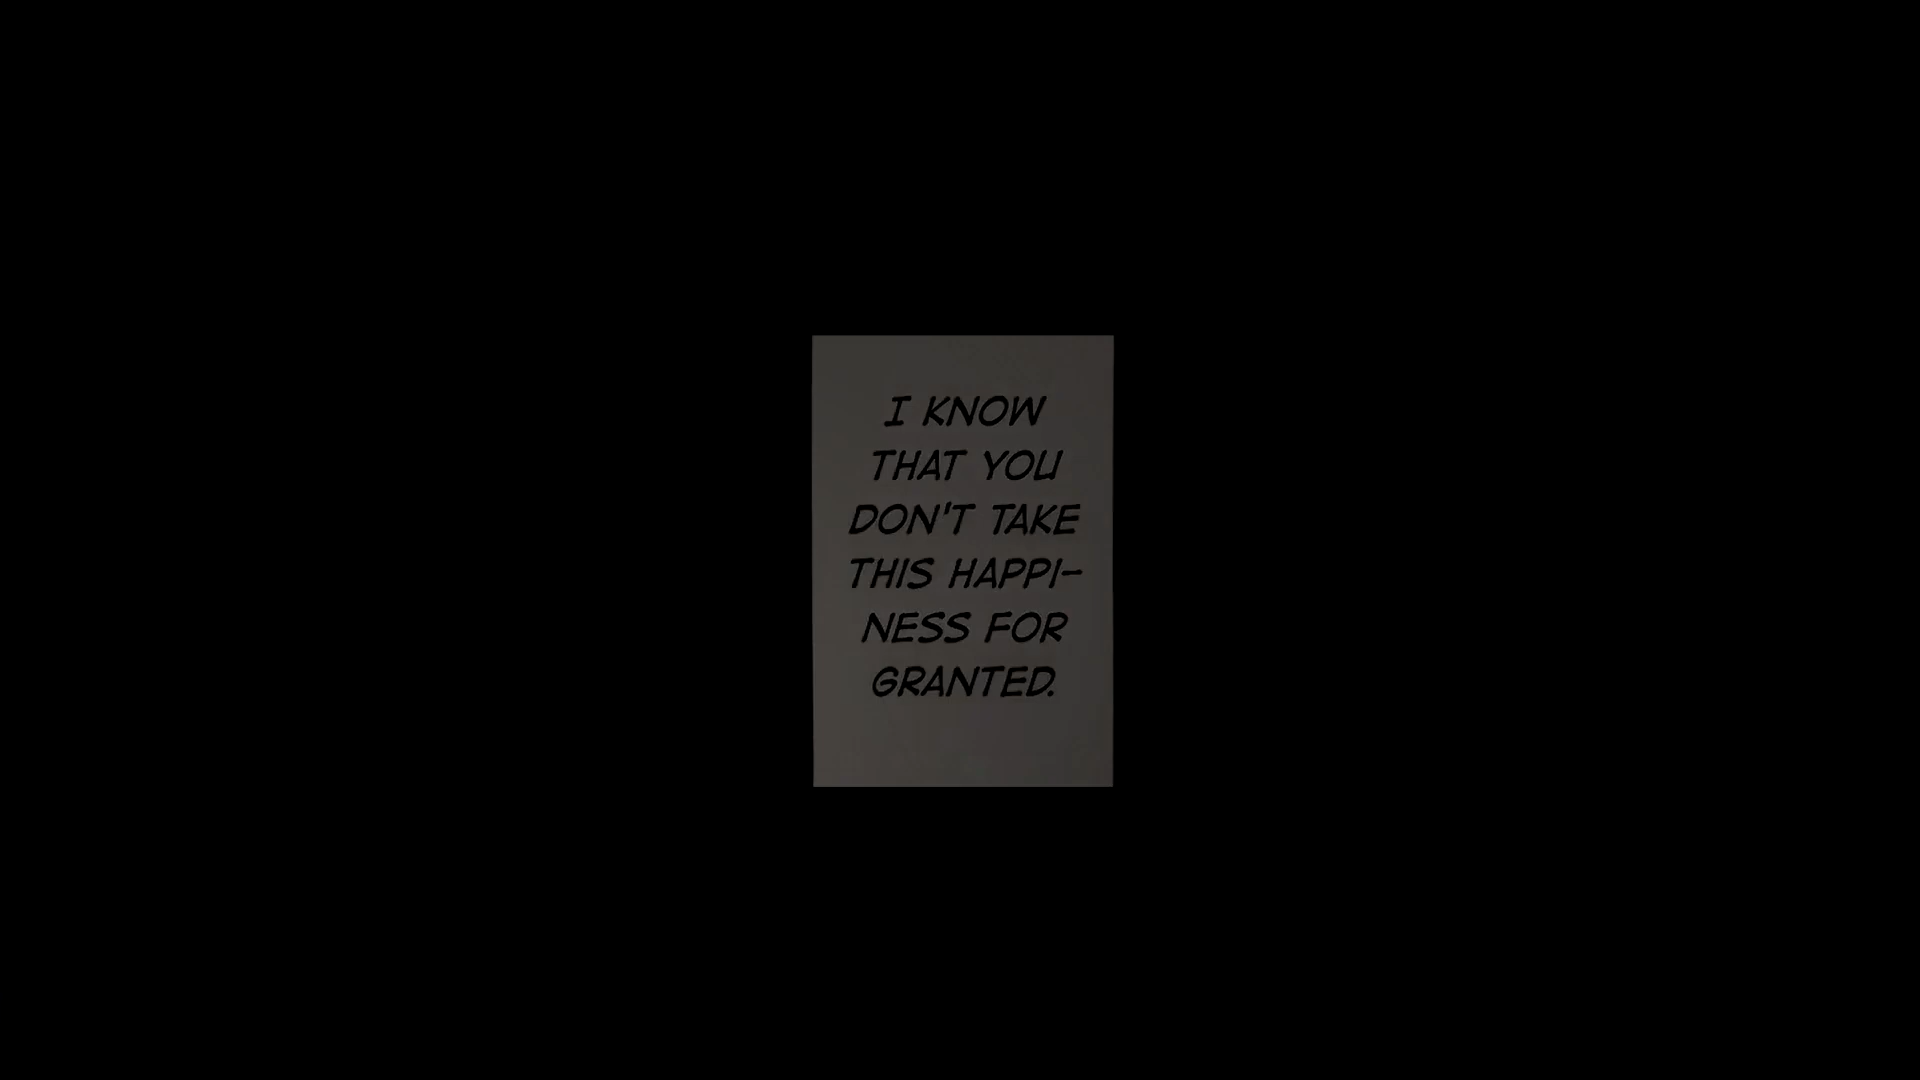 I KNOW
THAT YOU
DON'T TAKE
THIS HAPPI-
NESS FOR
GRANTED.